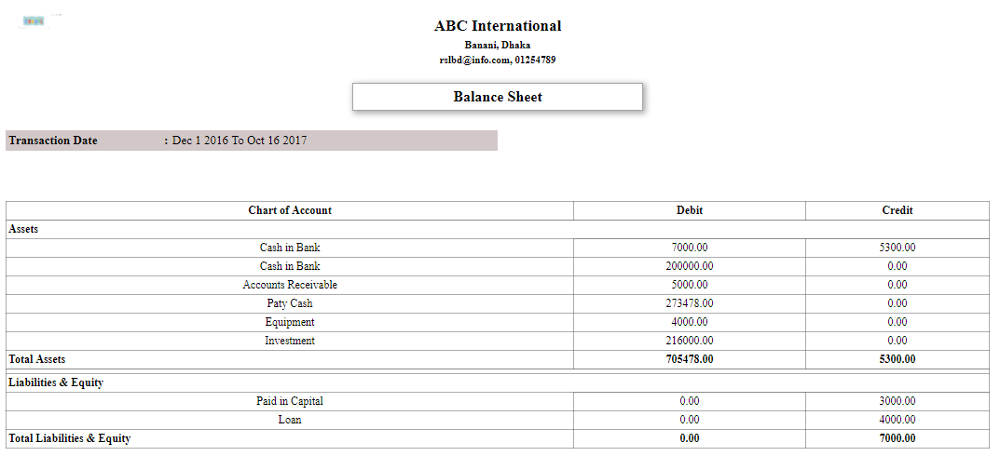 ABC International
Banani, Dhaka
rslbd@info.com, 01254789
Balance Sheet
Transaction Date : Dec 1 2016 To Oct 16 2017
Chart of Account Debit Credit
Assets
Cash in Bank 7000.00 5300.00
Cash in Bank 200000.00 0.00
Accounts Receivable 5000.00 0.00
Paty Cash 273478.00 0.00
Equipment 4000.00 0.00
Investment 216000.00 0.00
Total Assets 705478.00 5300.00
Liabilities & Equity
Paid in Capital 0.00 3000.00
Loan 0.00 4000.00
Total Liabilities & Equity 0.00 7000.00